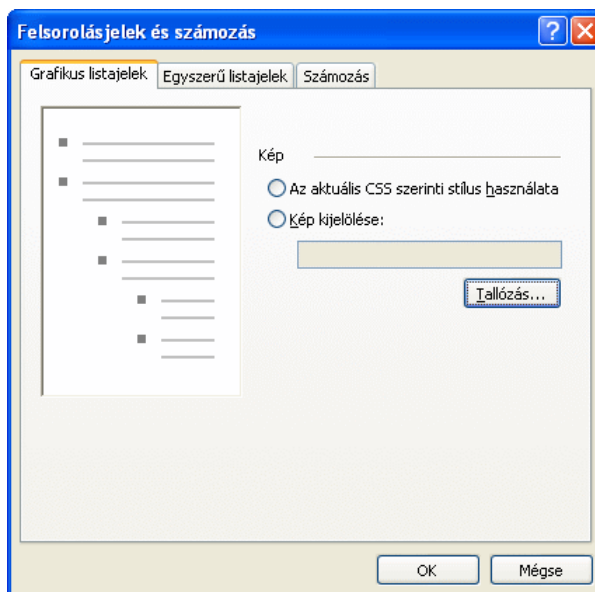 Felsorolásjelek és számozás
Grafikus listajelek Egyszerű listajelek Számozás
Kép
Az aktuális CSS szerinti stílus használata
Kép kijelölése:
Tallózás...
OK Mégse